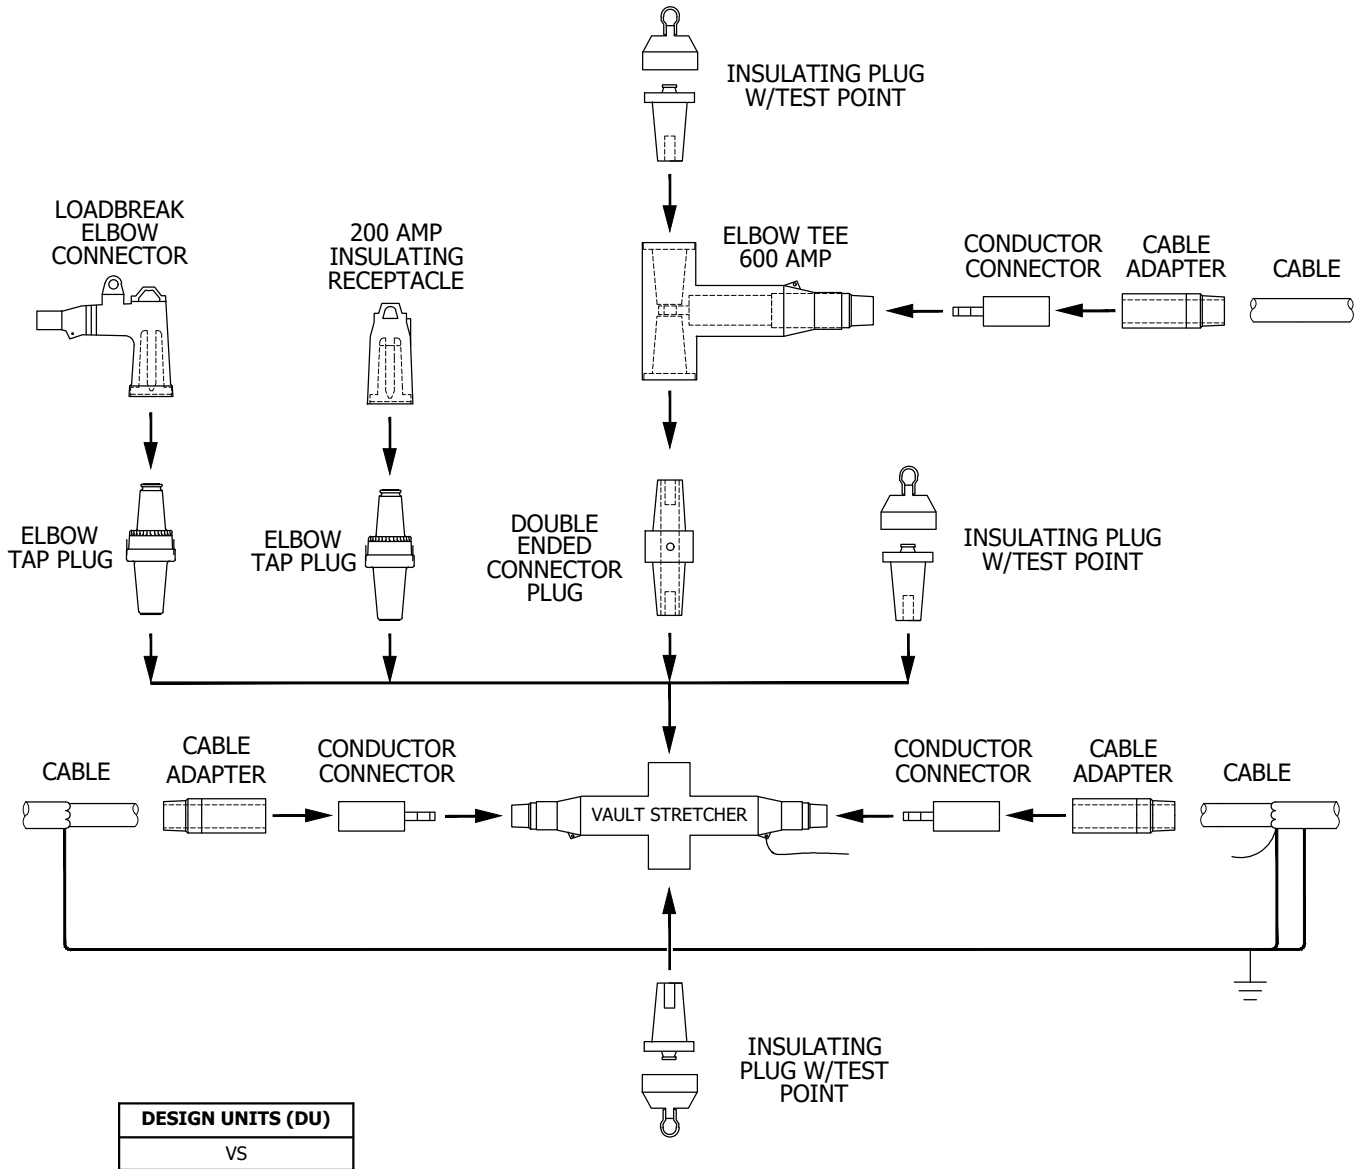 INSULATING PLUG
W/TEST POINT
LOADBREAK
ELBOW
CONNECTOR
200 AMP
INSULATING
RECEPTACLE
ELBOW TEE
600 AMP
CONDUCTOR
CONNECTOR
CABLE
ADAPTER
CABLE
ELBOW
TAP PLUG
ELBOW
TAP PLUG
DOUBLE
ENDED
CONNECTOR
PLUG
INSULATING PLUG
W/TEST POINT
CABLE
CABLE
ADAPTER
CONDUCTOR
CONNECTOR
VAULT STRETCHER
CONDUCTOR
CONNECTOR
CABLE
ADAPTER
CABLE
INSULATING
PLUG W/TEST
POINT
DESIGN UNITS (DU)
VS